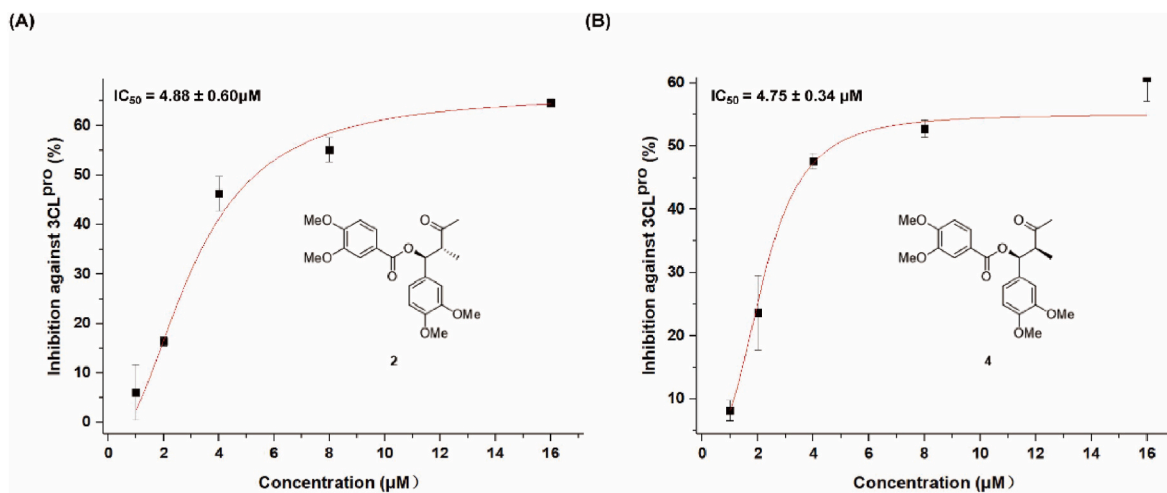 (A)
IC50 = 4.88 ± 0.60μM
Inhibition against 3CLpro (%)
60
50
40
30
20
10
0
MeO
O
MeO
O
O
OMe
OMe
2
0 2 4 6 8 10 12 14 16
Concentration (μM）
(B)
IC50 = 4.75 ± 0.34 μM
Inhibition against 3CLpro (%)
60
50
40
30
20
10
MeO
O
MeO
O
O
OMe
OMe
4
0 2 4 6 8 10 12 14 16
Concentration (μM）